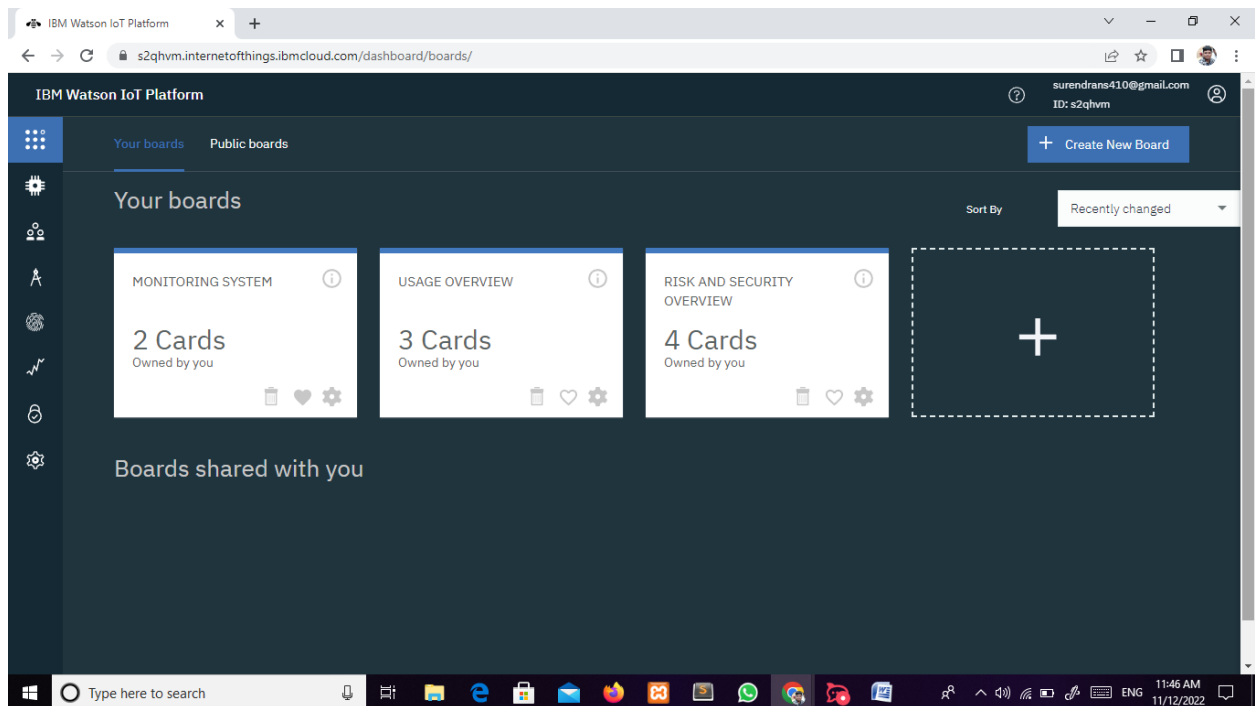 IBM Watson IoT Platform
s2qhvm.internetofthings.ibmcloud.com/dashboard/boards/
IBM Watson IoT Platform
surendrans410@gmail.com
ID: s2qhvm
Your boards
Public boards
Create New Board
Your boards
Sort By
Recently changed
MONITORING SYSTEM
2 Cards
Owned by you
USAGE OVERVIEW
3 Cards
Owned by you
RISK AND SECURITY
OVERVIEW
4 Cards
Owned by you
Boards shared with you
Type here to search
ENG
11:46 AM
11/12/2022